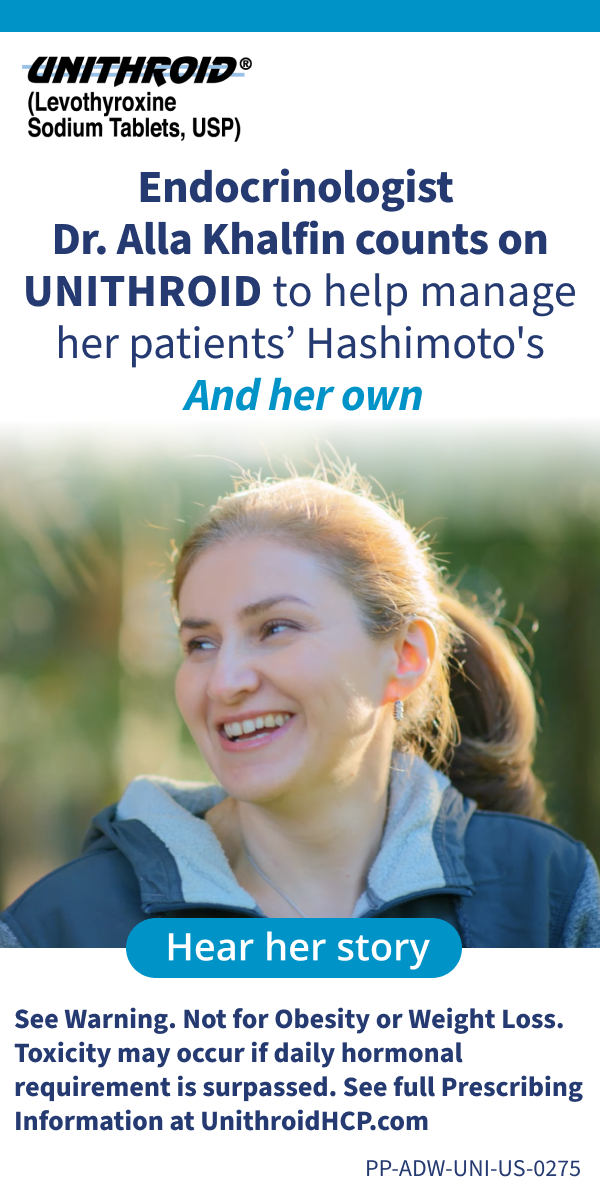 UNITHROID®
(Levothyroxine
Sodium Tablets, USP)
Endocrinologist
Dr. Alla Khalfin counts on
UNITHROID to help manage
her patients’ Hashimoto's
And her own
Hear her story
See Warning. Not for Obesity or Weight Loss.
Toxicity may occur if daily hormonal
requirement is surpassed. See full Prescribing
Information at UnithroidHCP.com
PP-ADW-UNI-US-0275